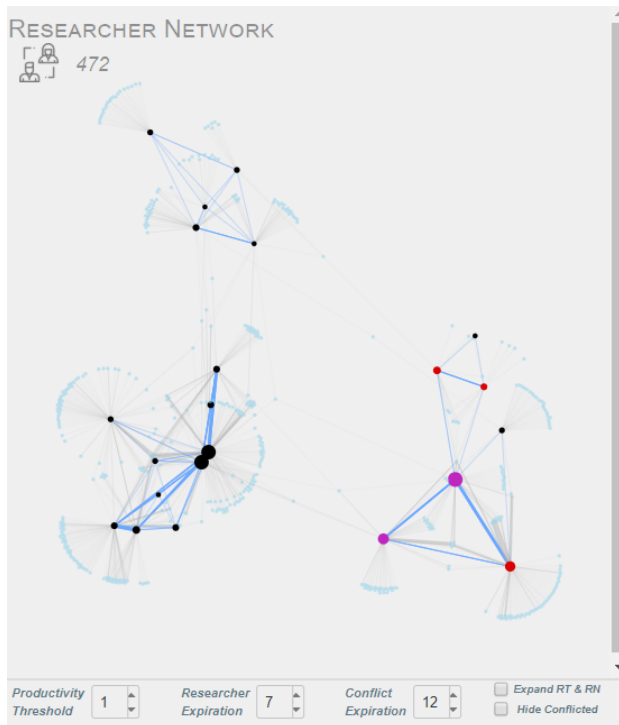 RESEARCHER NETWORK
472
Productivity Threshold 1
Researcher Expiration 7
Conflict Expiration 12
Expand RT & RN
Hide Conflicted